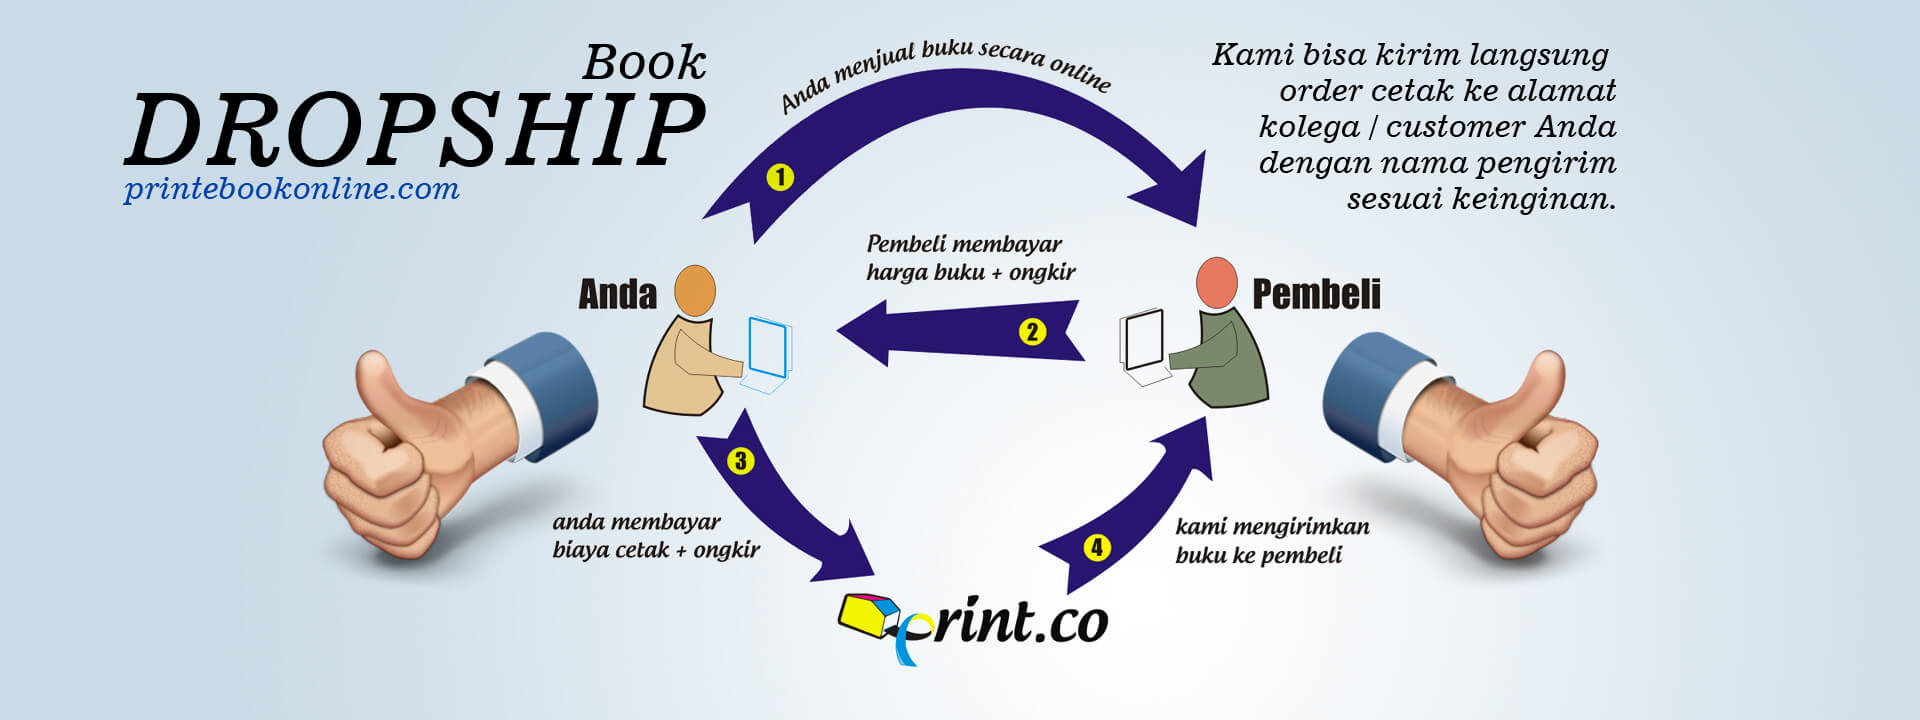 Book
DROPSHIP
printebookonline.com
Anda menjual buku secara online
Kami bisa kirim langsung
order cetak ke alamat
kolega / customer Anda
dengan nama pengirim
sesuai keinginan.
1
Pembeli membayar
harga buku + ongkir
Anda
Pembeli
2
3
anda membayar
biaya cetak + ongkir
4
kami mengirimkan
buku ke pembeli
print.co